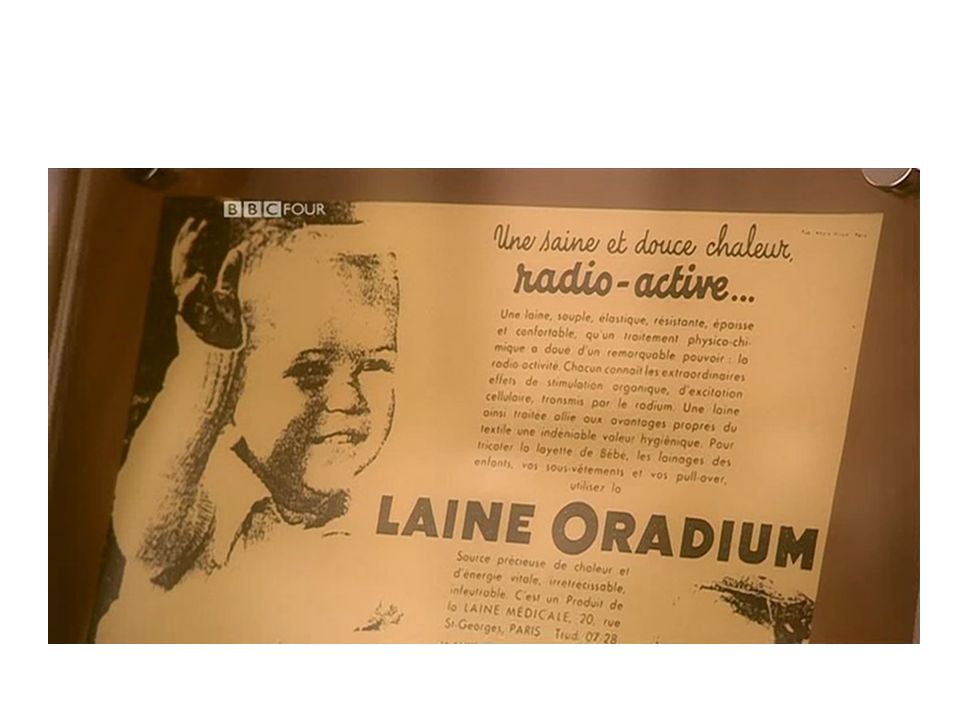 BBC FOUR
Une saine et douce chaleur,
radio-active...
Une laine, souple, élastique, résistante, épaisse
et confortable, qu'un traitement physico-chi-
mique a doué d'un remarquable pouvoir : la
radio-activité. Chacun connaît les extraordinaires
effets de stimulation organique, d'excitation
cellulaire, transmis par le radium. Une laine
ainsi traitée allie aux avantages propres du
textile une indéniable valeur hygiénique. Pour
tricoter la layette de Bébé, les lainages des
enfants, vos sous-vêtements et vos pull-over,
utilisez la
LAINE ORADIUM
Source précieuse de chaleur et
d'énergie vitale, irretrecissable,
infeutrable. C'est un Produit de
la LAINE MÉDICALE, 20, rue
St-Georges, PARIS Trud. 07-28